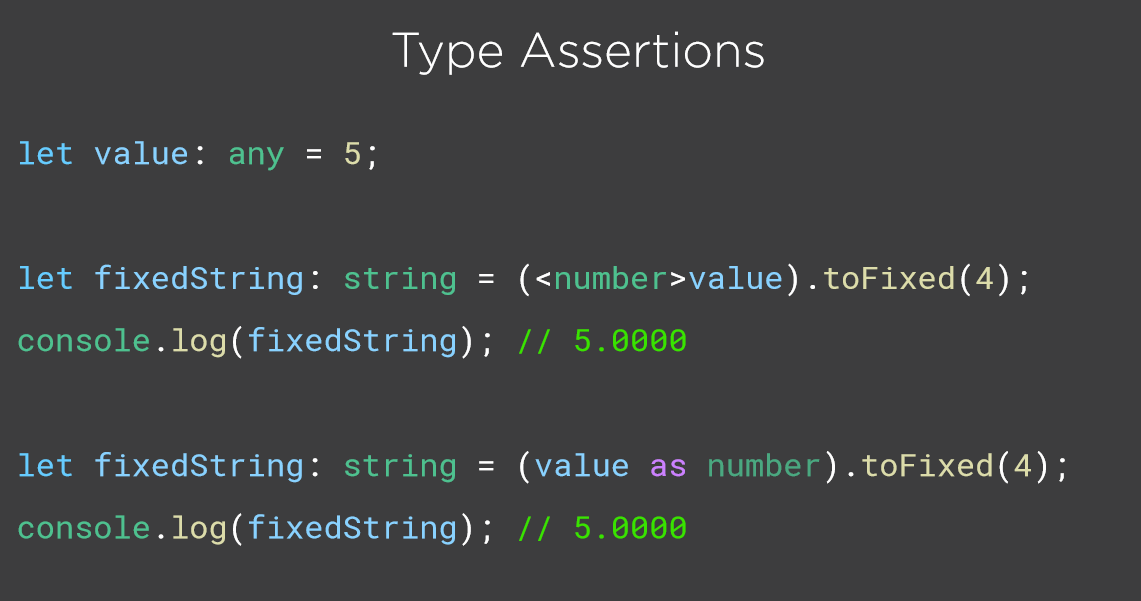 Type Assertions
let value: any = 5;
let fixedString: string = (<number>value).toFixed(4);
console.log(fixedString); // 5.0000
let fixedString: string = (value as number).toFixed(4);
console.log(fixedString); // 5.0000